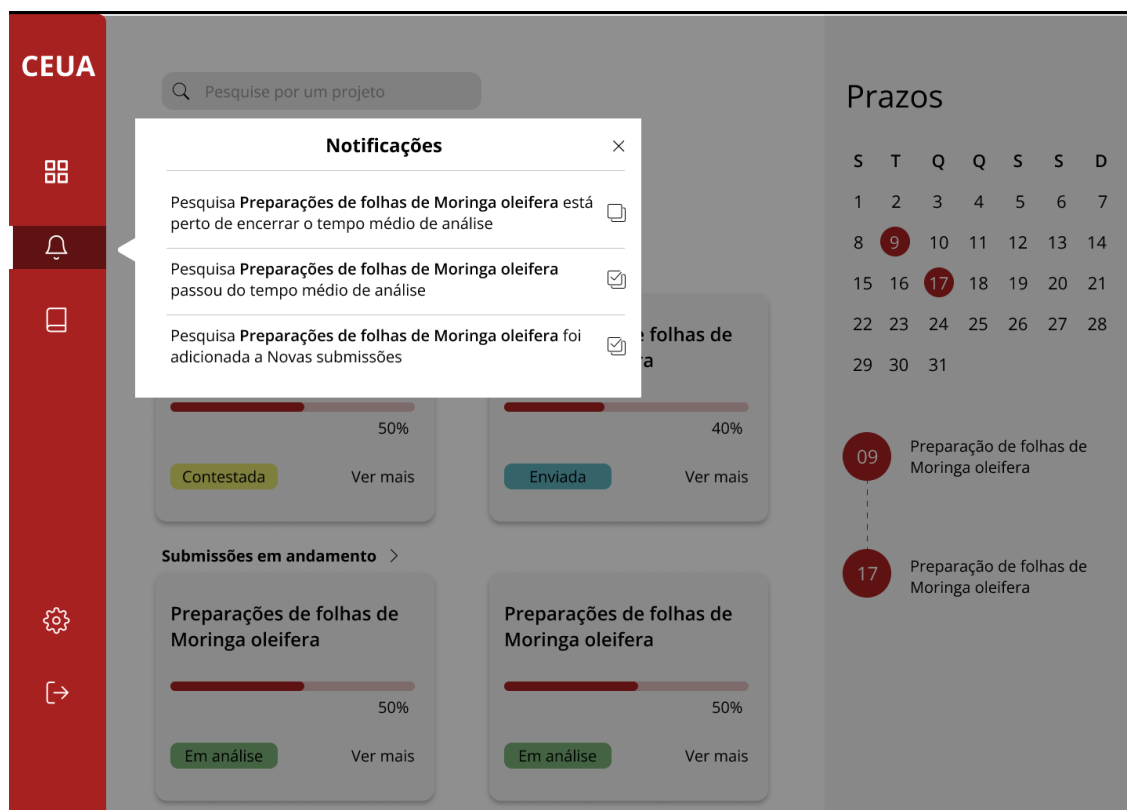 CEUA
Pesquise por um projeto
Notificações
Pesquisa Preparações de folhas de Moringa oleifera está
perto de encerrar o tempo médio de análise
Pesquisa Preparações de folhas de Moringa oleifera
passou do tempo médio de análise
Pesquisa Preparações de folhas de Moringa oleifera foi
adicionada a Novas submissões
folhas de
50%
Contestada
Ver mais
40%
Enviada
Ver mais
Submissões em andamento
Preparações de folhas de
Moringa oleifera
50%
Em análise
Ver mais
Preparações de folhas de
Moringa oleifera
50%
Em análise
Ver mais
Prazos
S T Q Q S S D
1 2 3 4 5 6 7
8 9 10 11 12 13 14
15 16 17 18 19 20 21
22 23 24 25 26 27 28
29 30 31
09
Preparação de folhas de
Moringa oleifera
17
Preparação de folhas de
Moringa oleifera